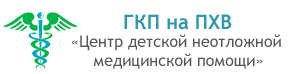 ГКП на ПХВ
«Центр детской неотложной
медицинской помощи»